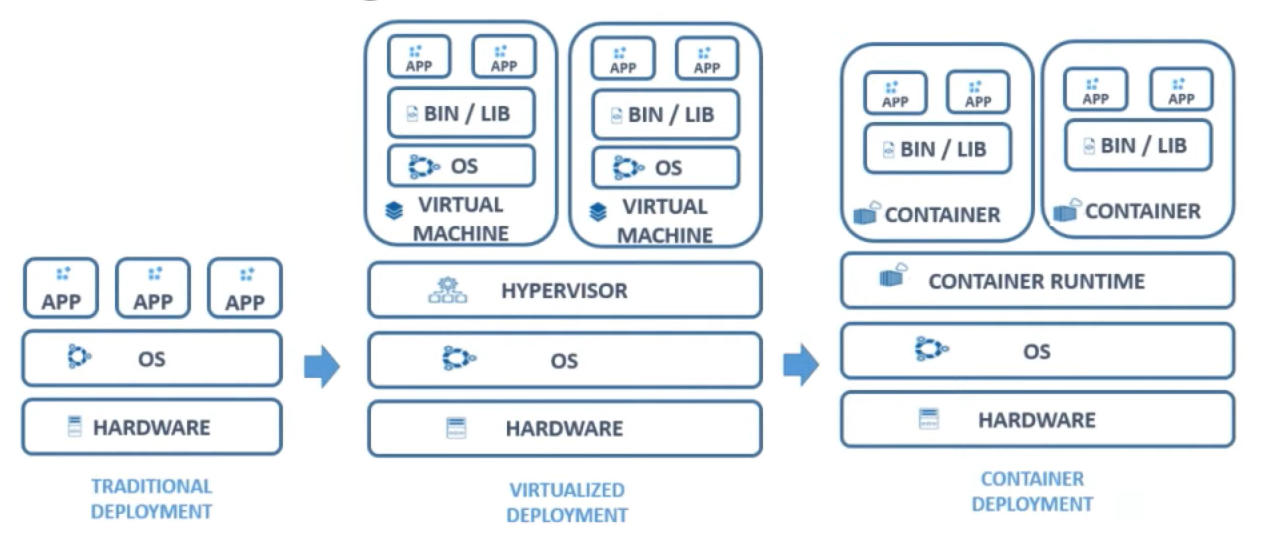 APP
APP
APP
OS
HARDWARE
TRADITIONAL
DEPLOYMENT
APP
APP
BIN / LIB
OS
VIRTUAL
MACHINE
APP
APP
BIN / LIB
OS
VIRTUAL
MACHINE
HYPERVISOR
OS
HARDWARE
VIRTUALIZED
DEPLOYMENT
APP
APP
BIN / LIB
CONTAINER
APP
APP
BIN / LIB
CONTAINER
CONTAINER RUNTIME
OS
HARDWARE
CONTAINER
DEPLOYMENT